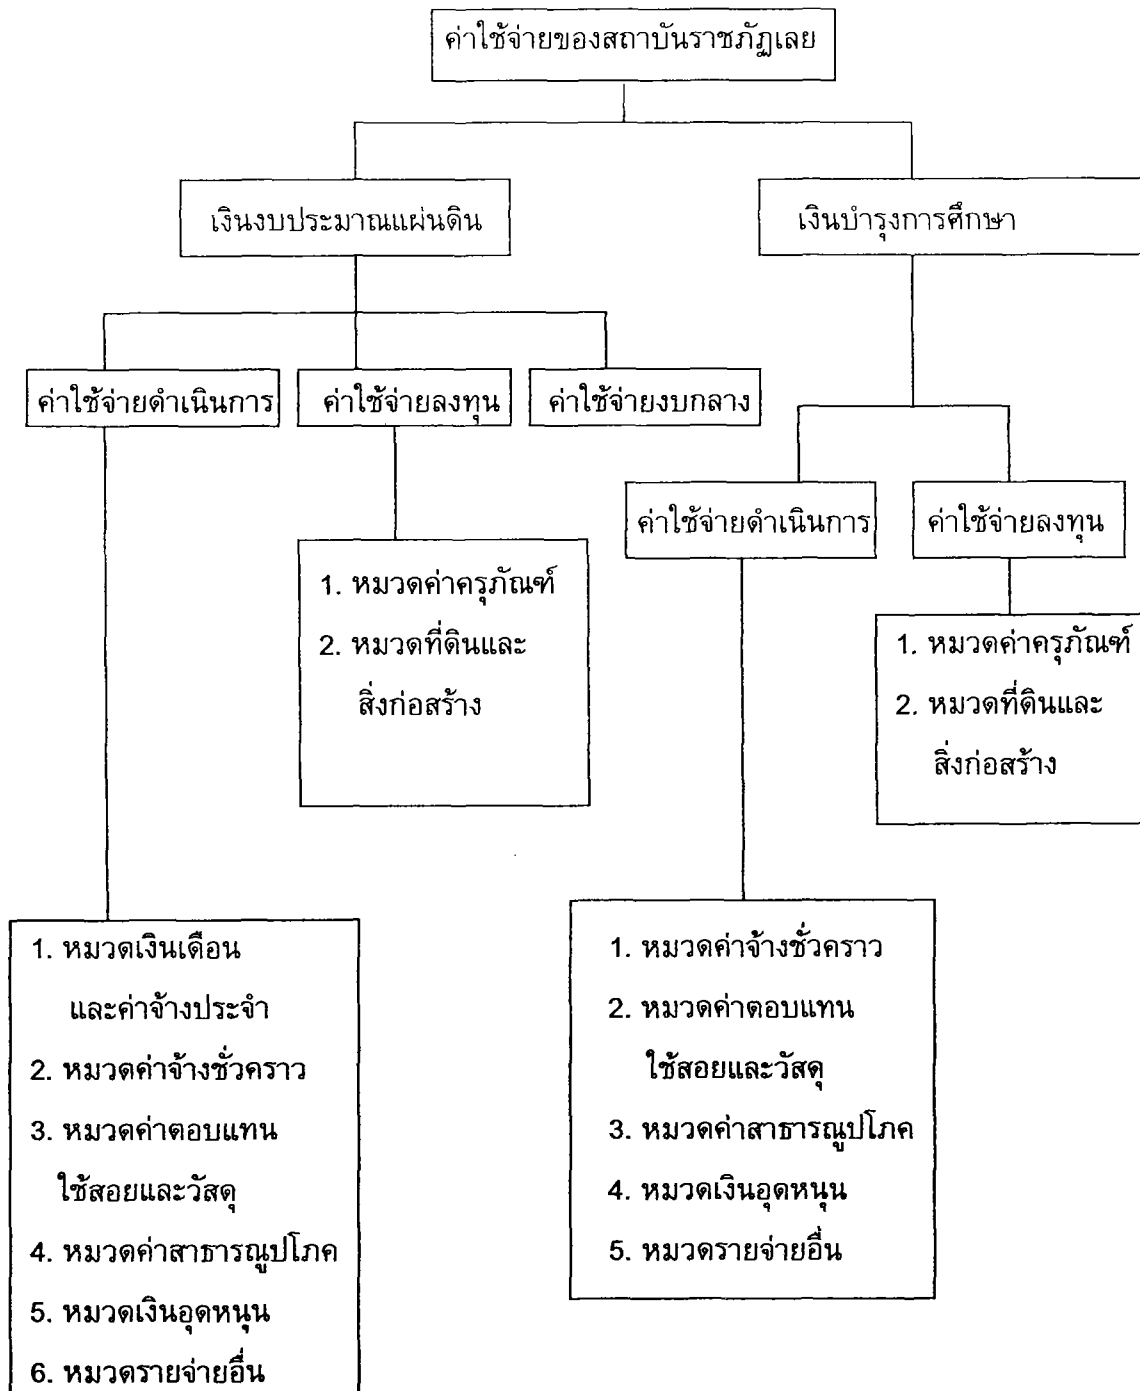 ค่าใช้จ่ายของสถาบันราชภัฏเลย
เงินงบประมาณแผ่นดิน
เงินบำรุงการศึกษา
ค่าใช้จ่ายดำเนินการ
ค่าใช้จ่ายลงทุน
ค่าใช้จ่ายงบกลาง
ค่าใช้จ่ายดำเนินการ
ค่าใช้จ่ายลงทุน
1. หมวดค่าครุภัณฑ์
2. หมวดที่ดินและ
สิ่งก่อสร้าง
1. หมวดค่าครุภัณฑ์
2. หมวดที่ดินและ
สิ่งก่อสร้าง
1. หมวดเงินเดือน
และค่าจ้างประจำ
2. หมวดค่าจ้างชั่วคราว
3. หมวดค่าตอบแทน
ใช้สอยและวัสดุ
4. หมวดค่าสาธารณูปโภค
5. หมวดเงินอุดหนุน
6. หมวดรายจ่ายอื่น
1. หมวดค่าจ้างชั่วคราว
2. หมวดค่าตอบแทน
ใช้สอยและวัสดุ
3. หมวดค่าสาธารณูปโภค
4. หมวดเงินอุดหนุน
5. หมวดรายจ่ายอื่น